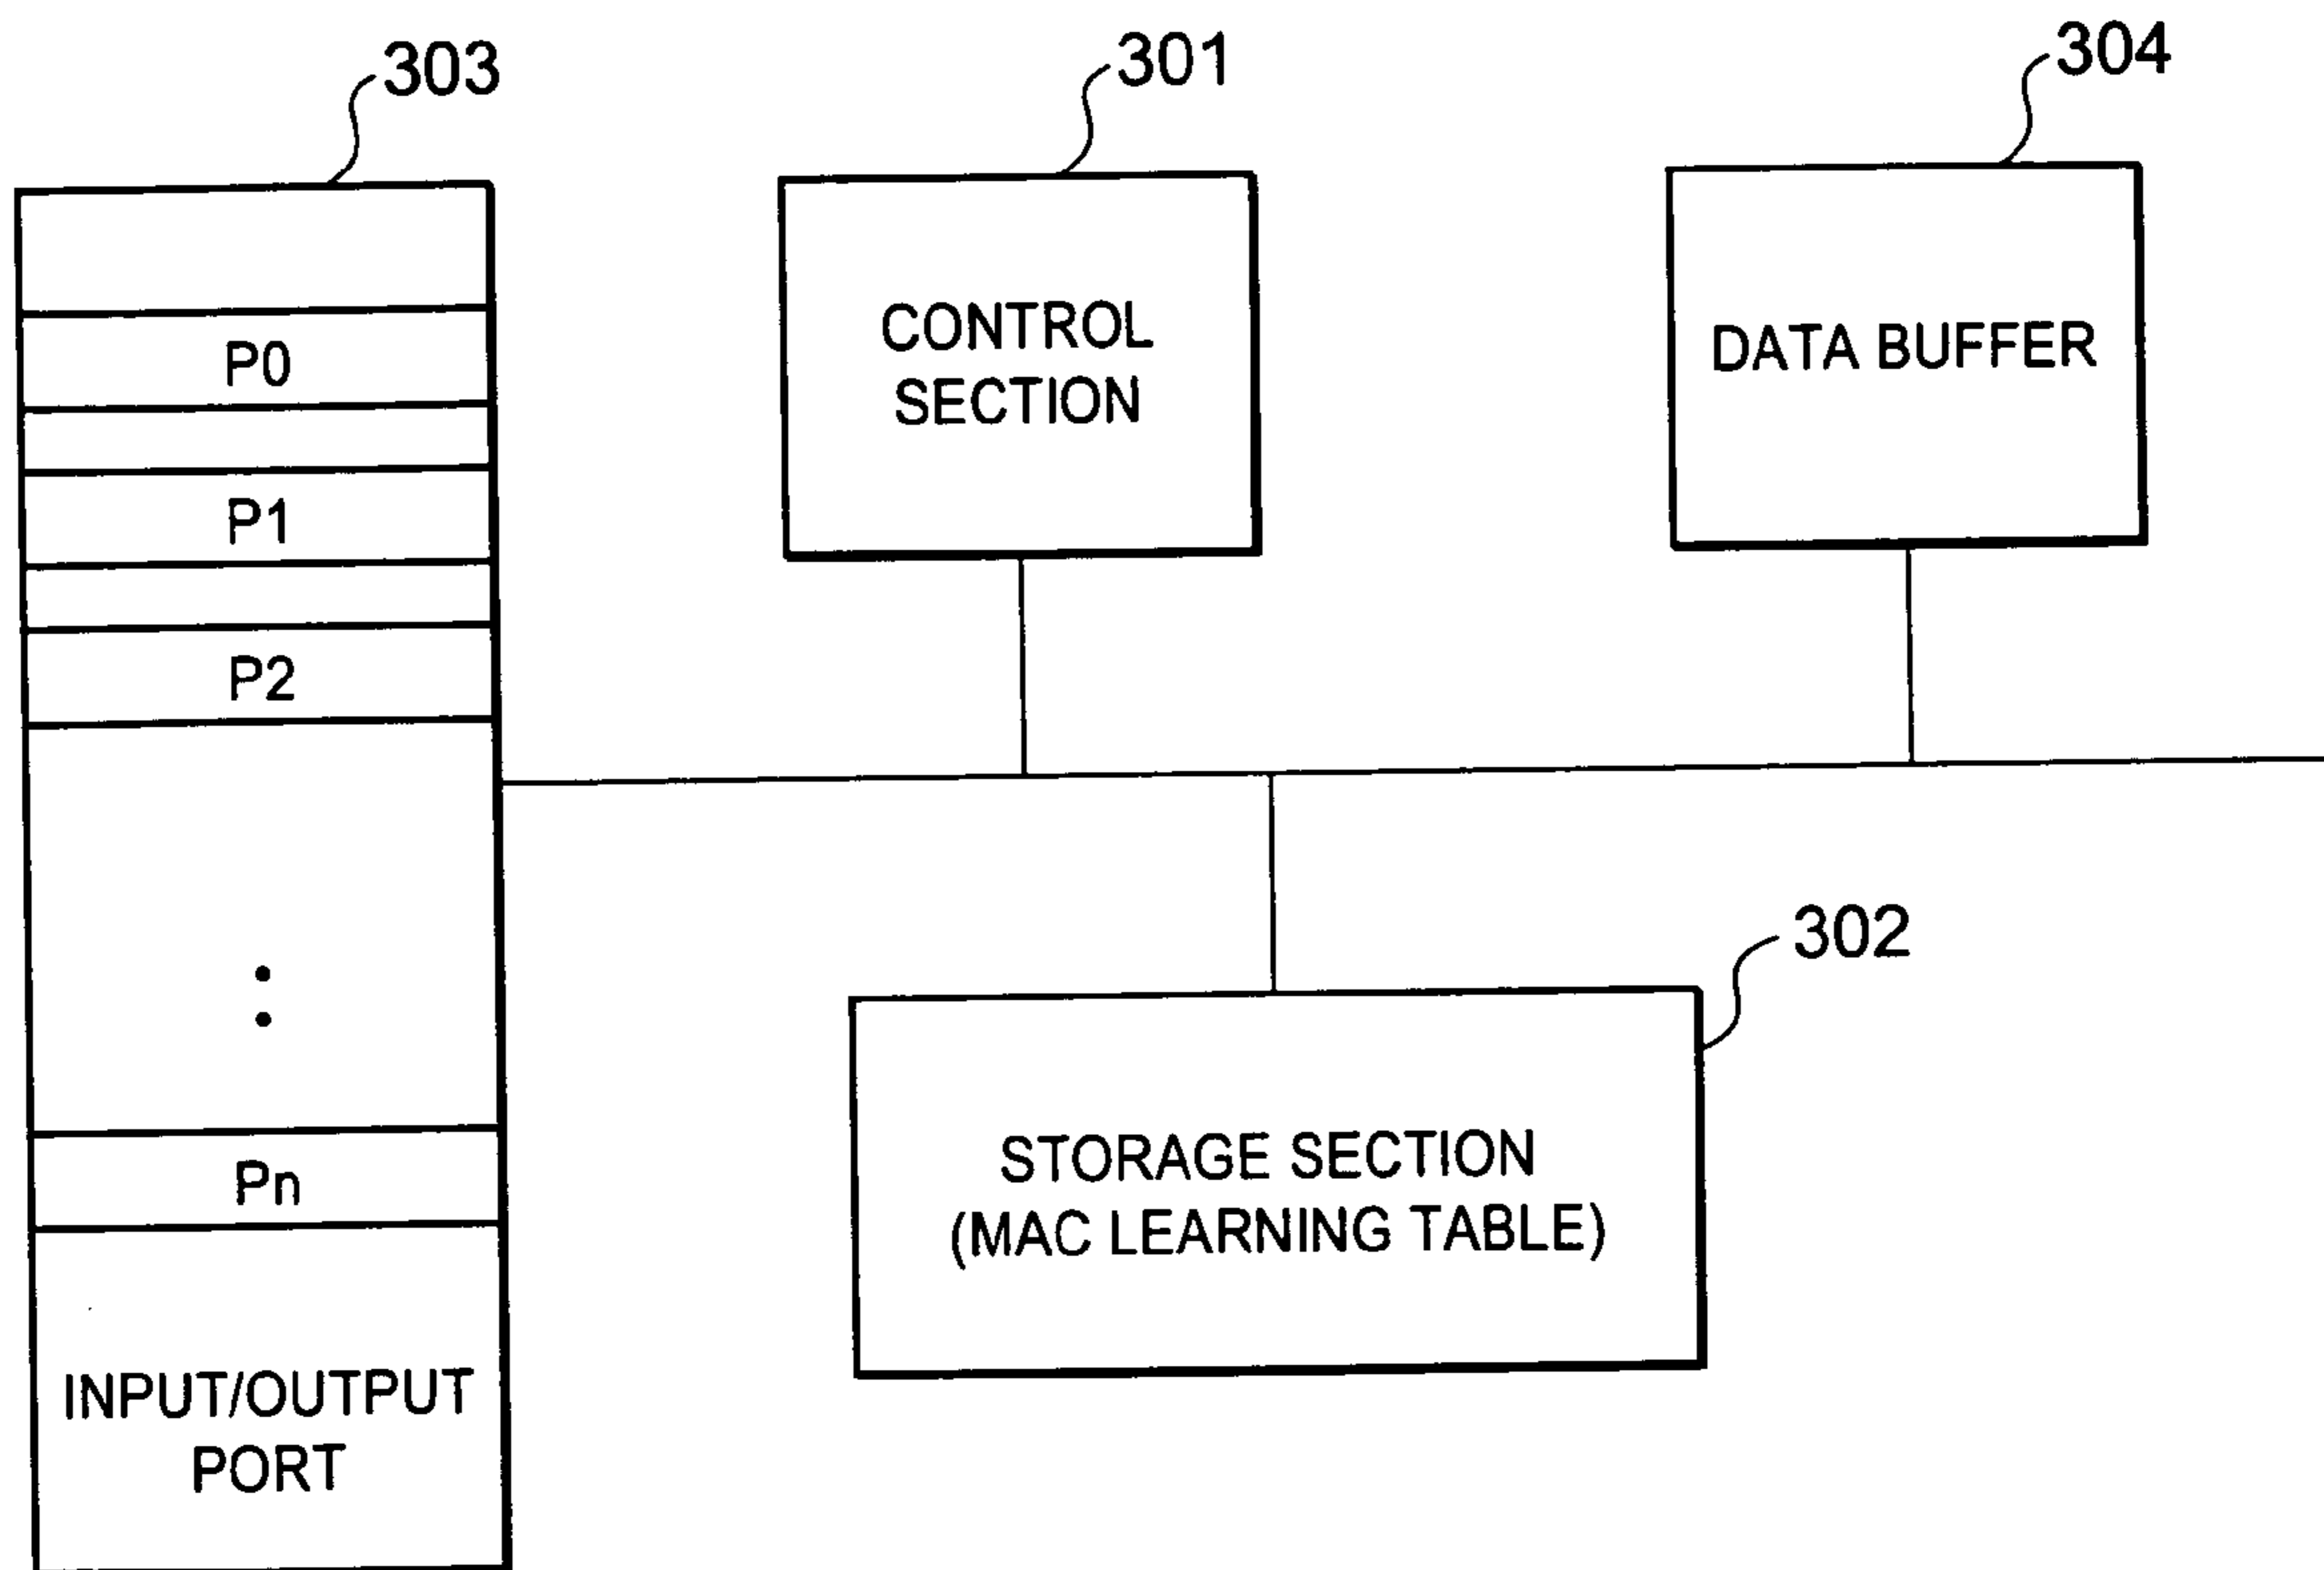 303
301
304
P0
P1
P2
Pn
INPUT/OUTPUT
PORT
CONTROL
SECTION
DATA BUFFER
302
STORAGE SECTION
(MAC LEARNING TABLE)